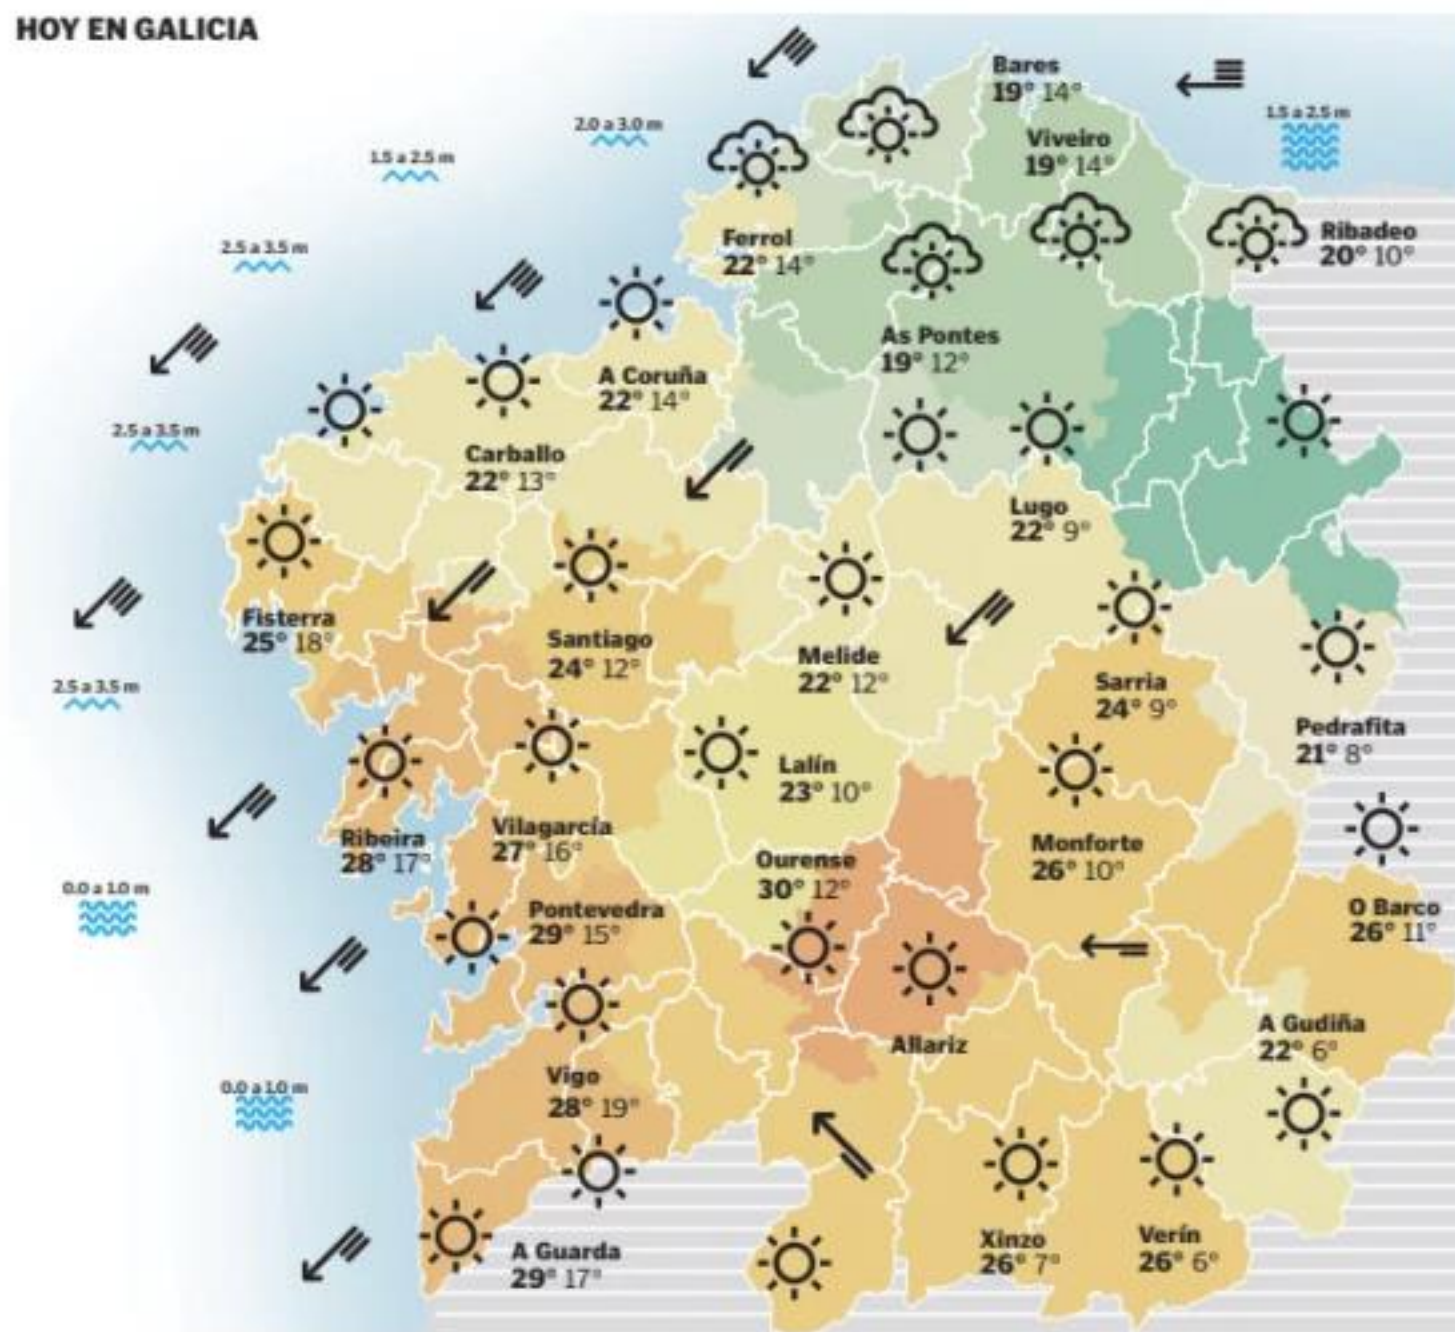 HOY EN GALICIA
Bares
19° 14°
1.5 a 2.5 m
2.0 a 3.0 m
Viveiro
19° 14°
1.5 a 2.5 m
Ferrol
22° 14°
Ribadeo
20° 10°
2.5 a 3.5 m
As Pontes
19° 12°
A Coruña
22° 14°
2.5 a 3.5 m
Carballo
22° 13°
Lugo
22° 9°
Fisterra
25° 18°
Santiago
24° 12°
Melide
22° 12°
Sarria
24° 9°
2.5 a 3.5 m
Pedrafita
21° 8°
Lalín
23° 10°
Ribeira
28° 17°
Vilagarcía
27° 16°
Monforte
26° 10°
Ourense
30° 12°
0.0 a 1.0 m
Pontevedra
29° 15°
O Barco
26° 11°
A Gudiña
22° 6°
Allariz
Vigo
28° 19°
0.0 a 1.0 m
A Guarda
29° 17°
Xinzo
26° 7°
Verín
26° 6°